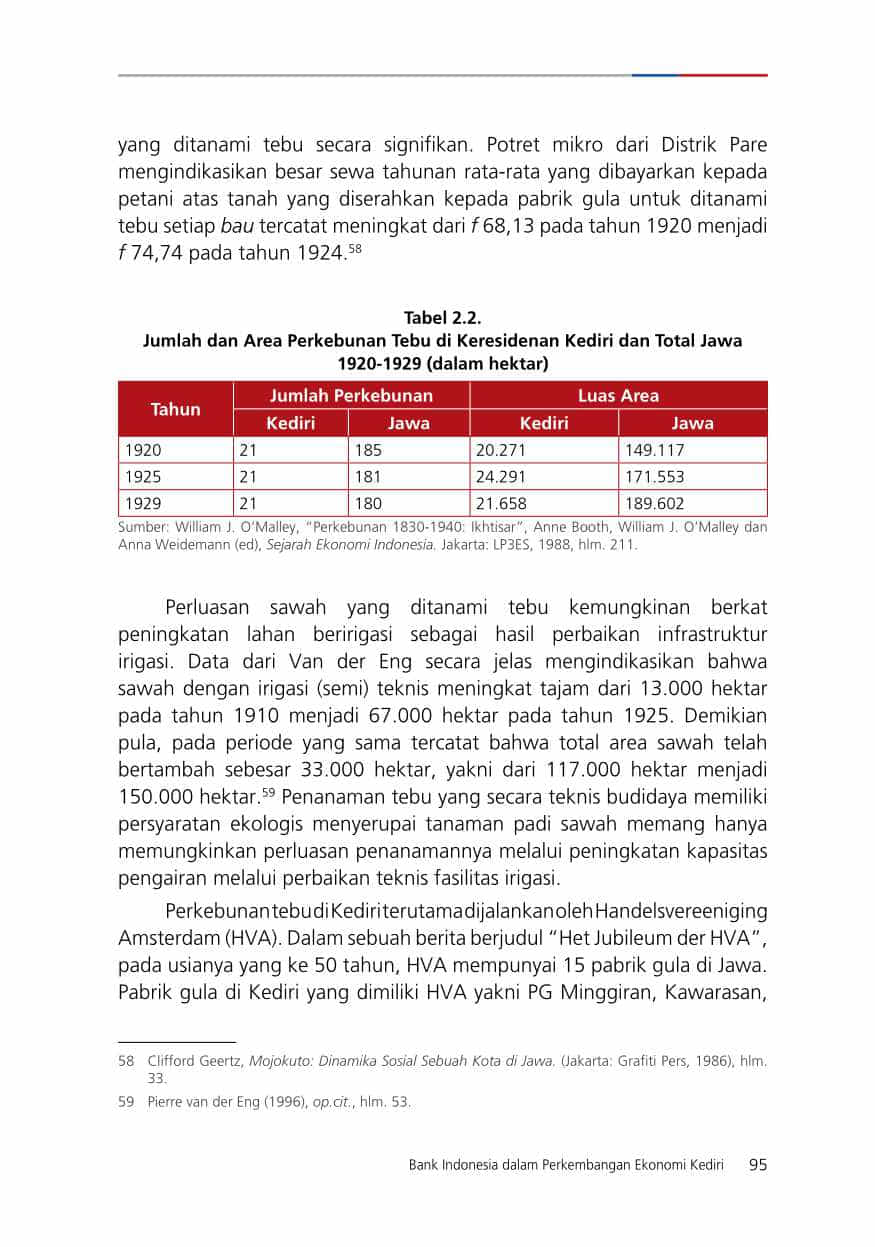 yang ditanami tebu secara signifikan. Potret mikro dari Distrik Pare
mengindikasikan besar sewa tahunan rata-rata yang dibayarkan kepada
petani atas tanah yang diserahkan kepada pabrik gula untuk ditanami
tebu setiap bau tercatat meningkat dari f 68,13 pada tahun 1920 menjadi
f 74,74 pada tahun 1924.58
Tabel 2.2.
Jumlah dan Area Perkebunan Tebu di Keresidenan Kediri dan Total Jawa
1920-1929 (dalam hektar)
Tahun Jumlah Perkebunan Luas Area
Kediri Jawa Kediri Jawa
1920 21 185 20.271 149.117
1925 21 181 24.291 171.553
1929 21 180 21.658 189.602
Sumber: William J. O’Malley, “Perkebunan 1830-1940: Ikhtisar”, Anne Booth, William J. O’Malley dan
Anna Weidemann (ed), Sejarah Ekonomi Indonesia. Jakarta: LP3ES, 1988, hlm. 211.
Perluasan sawah yang ditanami tebu kemungkinan berkat
peningkatan lahan beririgasi sebagai hasil perbaikan infrastruktur
irigasi. Data dari Van der Eng secara jelas mengindikasikan bahwa
sawah dengan irigasi (semi) teknis meningkat tajam dari 13.000 hektar
pada tahun 1910 menjadi 67.000 hektar pada tahun 1925. Demikian
pula, pada periode yang sama tercatat bahwa total area sawah telah
bertambah sebesar 33.000 hektar, yakni dari 117.000 hektar menjadi
150.000 hektar.59 Penanaman tebu yang secara teknis budidaya memiliki
persyaratan ekologis menyerupai tanaman padi sawah memang hanya
memungkinkan perluasan penanamannya melalui peningkatan kapasitas
pengairan melalui perbaikan teknis fasilitas irigasi.
Perkebunan tebu di Kediri terutama dijalankan oleh Handelsvereeniging
Amsterdam (HVA). Dalam sebuah berita berjudul “Het Jubileum der HVA”,
pada usianya yang ke 50 tahun, HVA mempunyai 15 pabrik gula di Jawa.
Pabrik gula di Kediri yang dimiliki HVA yakni PG Minggiran, Kawarasan,
58 Clifford Geertz, Mojokuto: Dinamika Sosial Sebuah Kota di Jawa. (Jakarta: Grafiti Pers, 1986), hlm.
33.
59 Pierre van der Eng (1996), op.cit., hlm. 53.
Bank Indonesia dalam Perkembangan Ekonomi Kediri 95